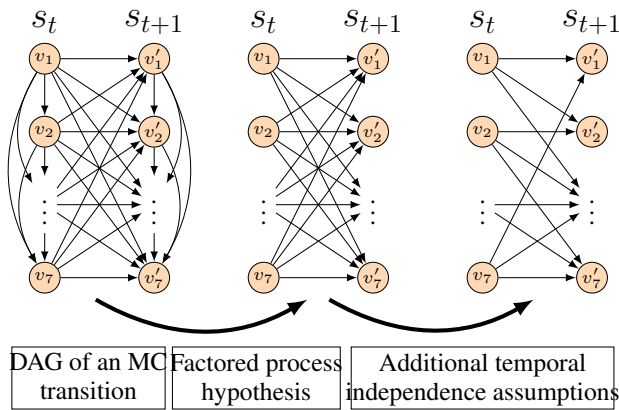 s_t s_{t+1} s_t s_{t+1} s_t s_{t+1}
v_1 v'_1 v_1 v'_1 v_1 v'_1
v_2 v'_2 v_2 v'_2 v_2 v'_2
⋮ ⋮ ⋮ ⋮ ⋮ ⋮
v_7 v'_7 v_7 v'_7 v_7 v'_7
DAG of an MC
transition
Factored process
hypothesis
Additional temporal
independence assumptions